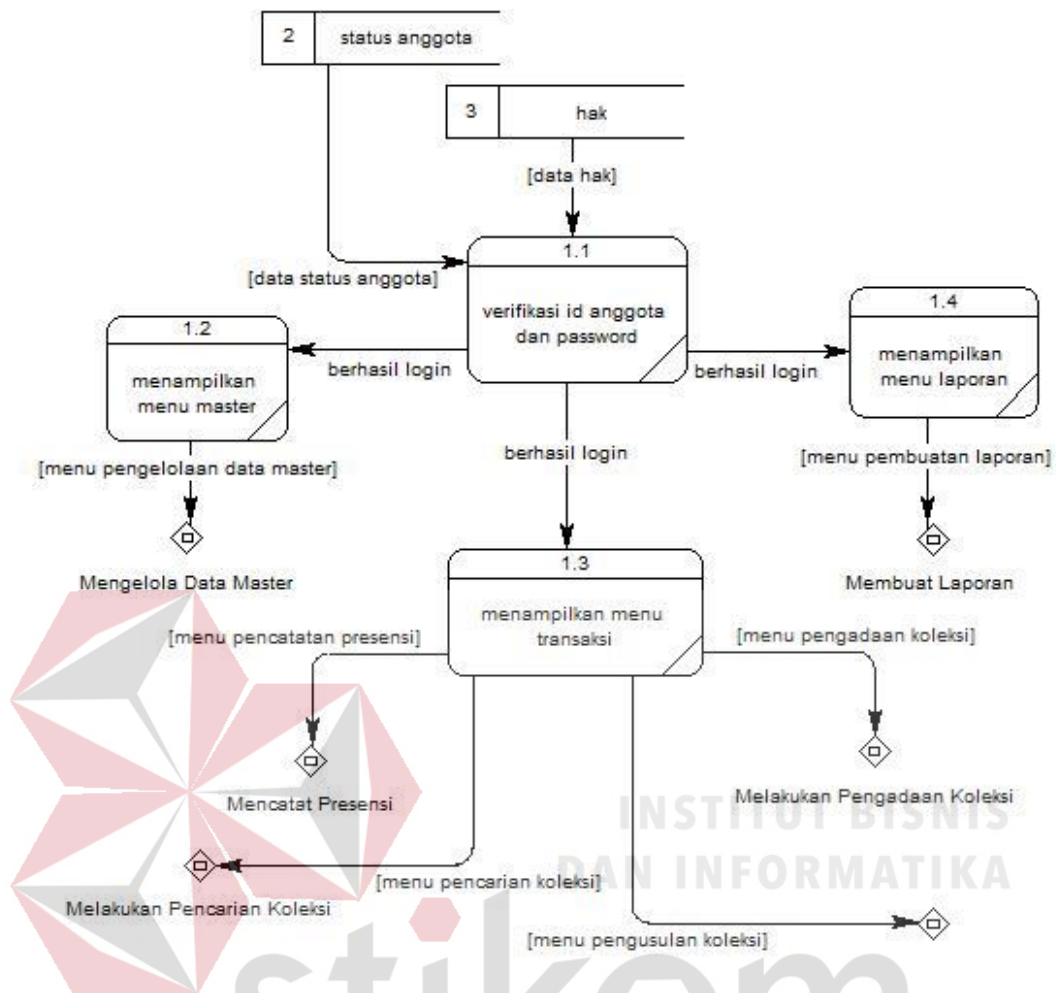 2 status anggota
3 hak
[data hak]
1.1
[data status anggota]
verifikasi id anggota
dan password
1.2
menampilkan
menu master
berhasil login
berhasil login
1.4
menampilkan
menu laporan
berhasil login
[menu pengelolaan data master]
[menu pembuatan laporan]
Mengelola Data Master
1.3
menampilkan menu
transaksi
Membuat Laporan
[menu pencatatan presensi]
[menu pengadaan koleksi]
Mencatat Presensi
Melakukan Pengadaan Koleksi
INSTITUT BISNIS
DAN INFORMATIKA
[menu pencarian koleksi]
Melakukan Pencarian Koleksi
[menu pengusulan koleksi]
stikom